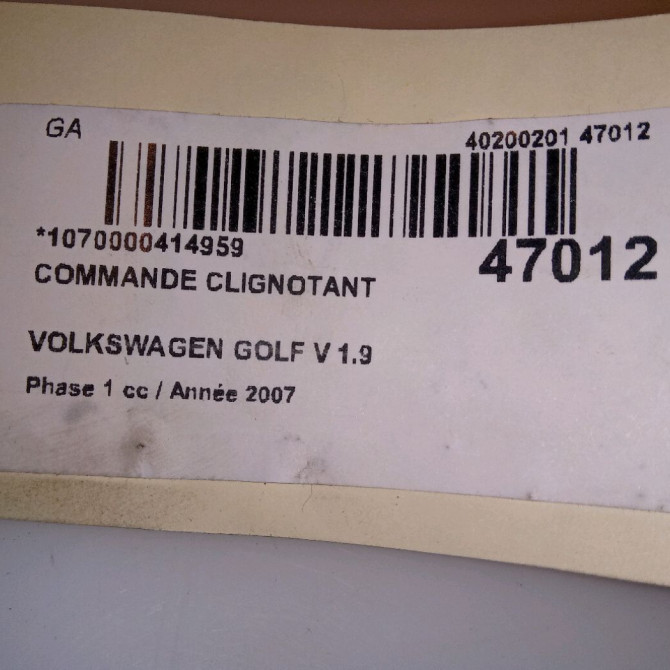 GA
40200201 47012
*1070000414959
47012
COMMANDE CLIGNOTANT
VOLKSWAGEN GOLF V 1.9
Phase 1 cc / Année 2007